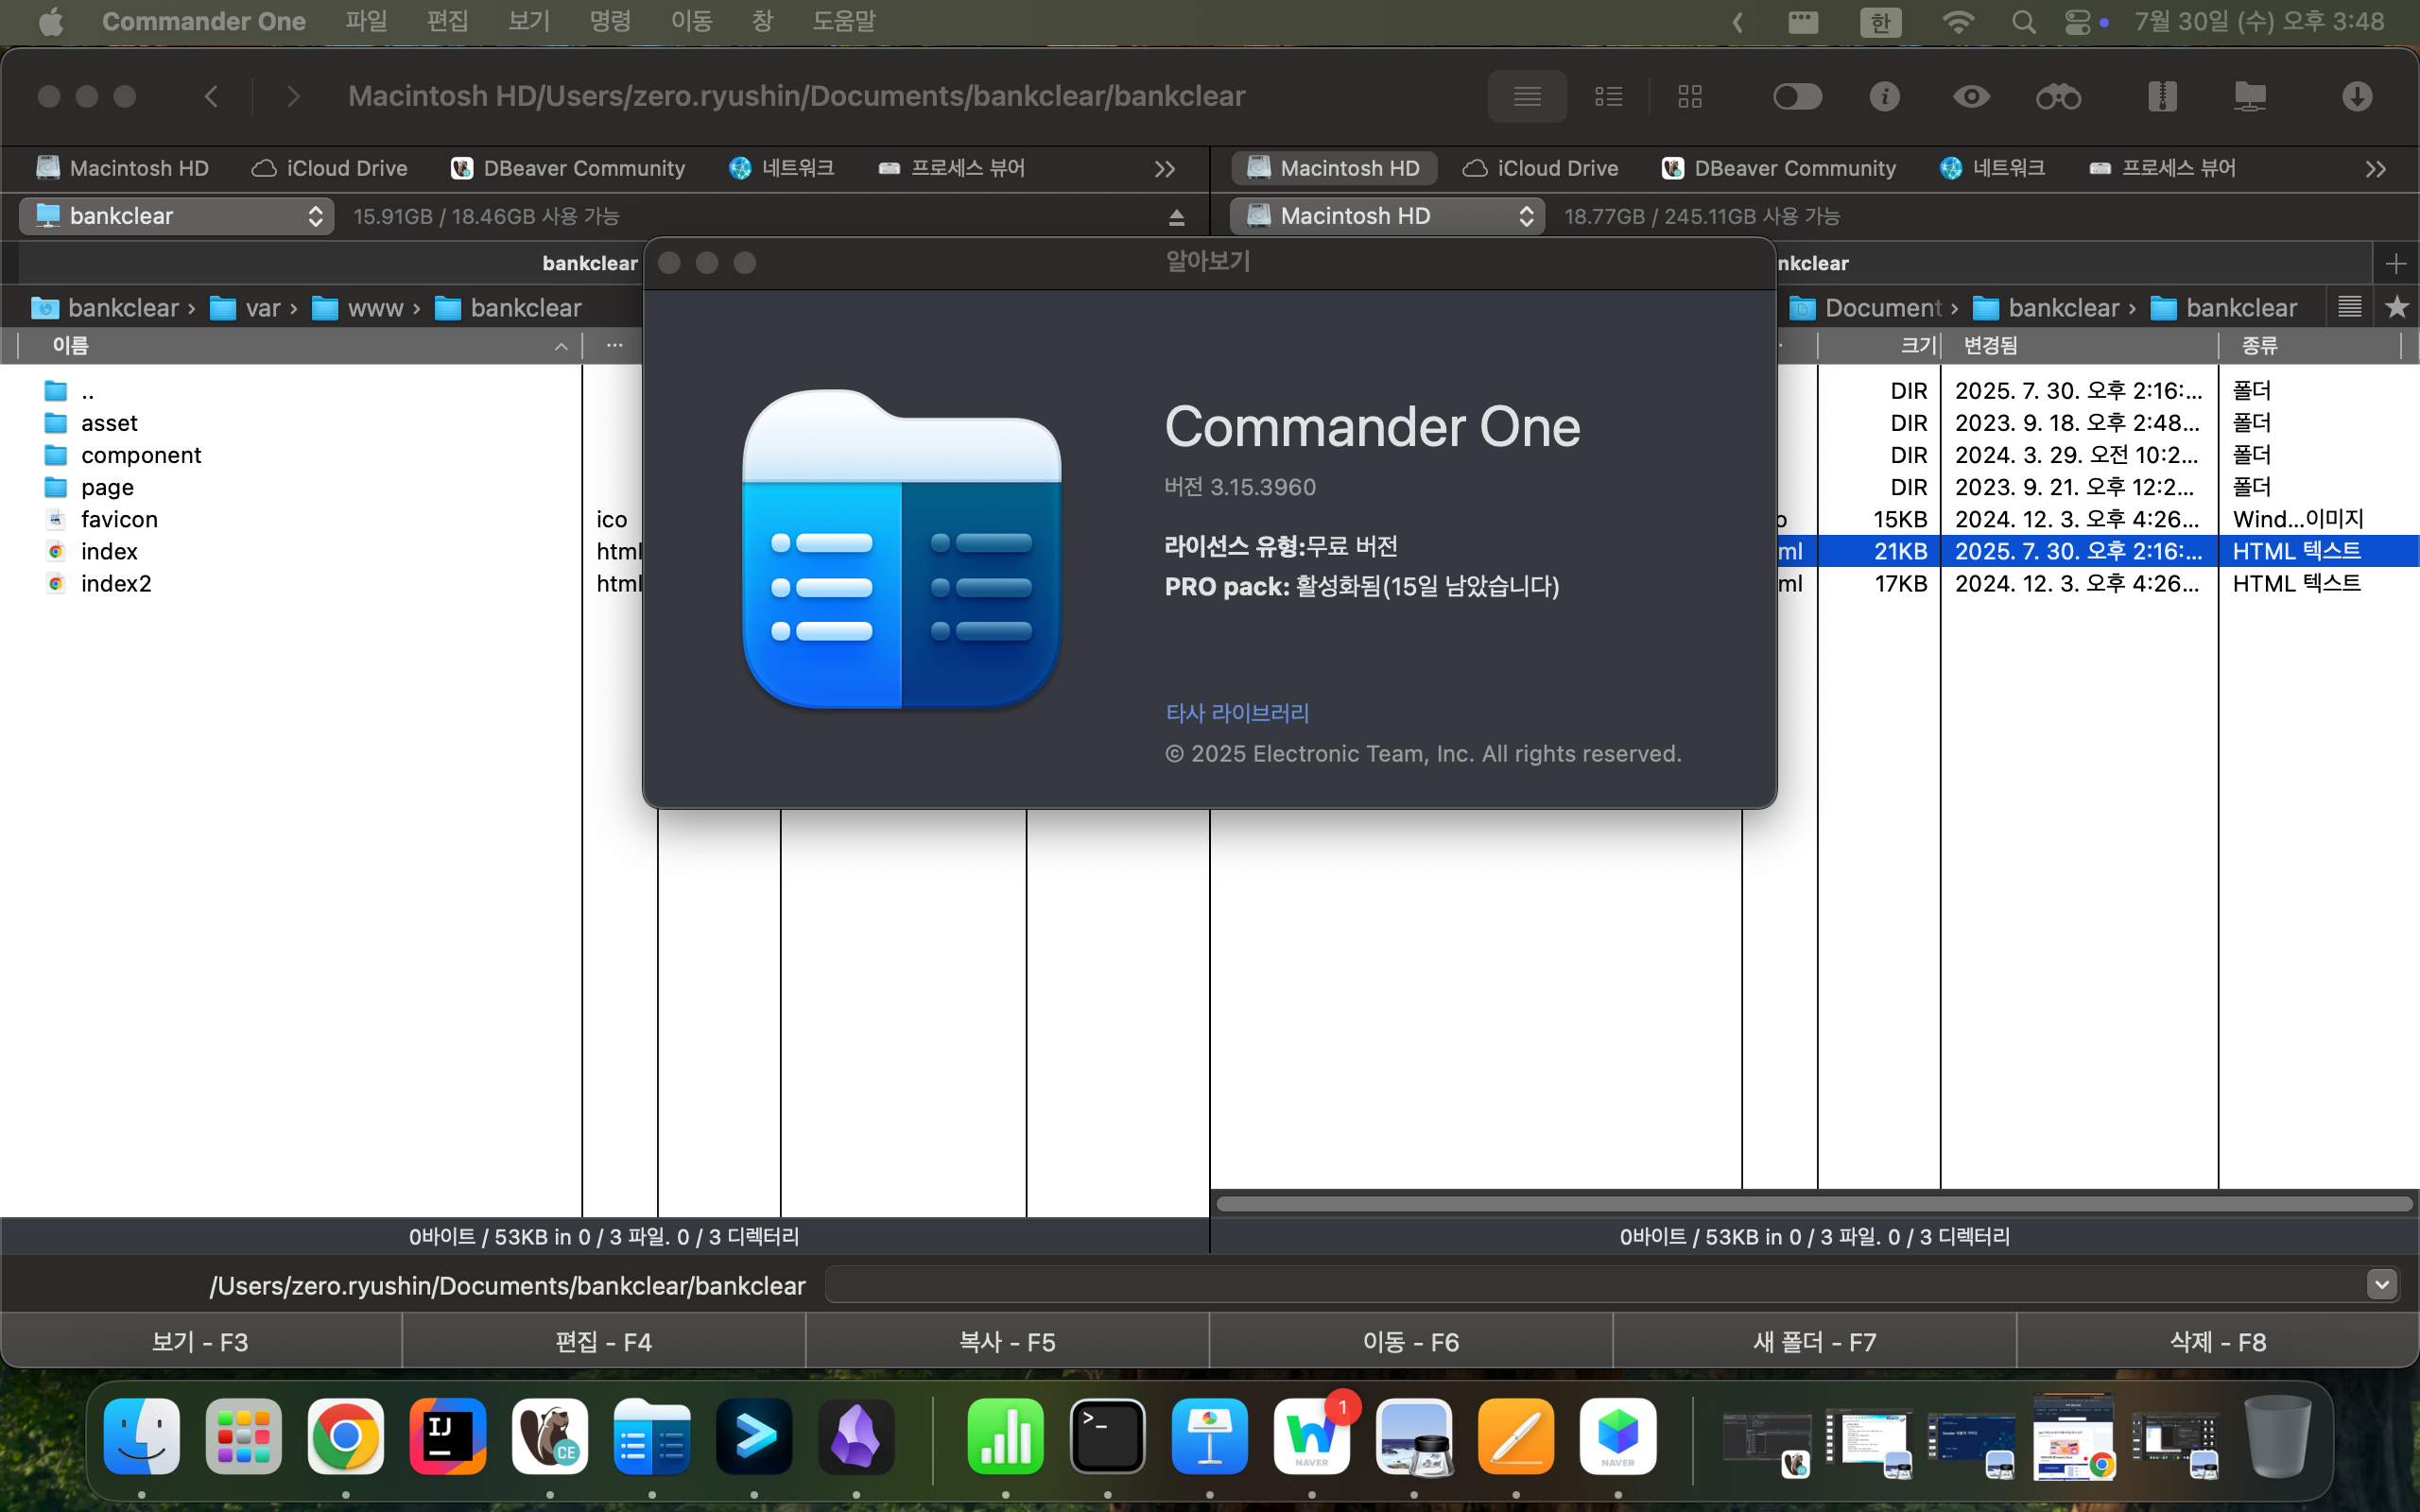 Commander One 파일 편집 보기 명령 이동 창 도움말 한 7월 30일 (수) 오후 3:48
Macintosh HD/Users/zero.ryushin/Documents/bankclear/bankclear
Macintosh HD iCloud Drive DBeaver Community 네트워크 프로세스 뷰어 >> Macintosh HD iCloud Drive DBeaver Community 네트워크 프로세스 뷰어 >>
bankclear 15.91GB / 18.46GB 사용 가능 Macintosh HD 18.77GB / 245.11GB 사용 가능
bankclear 알아보기 nkclear
bankclear › var › www › bankclear Document › bankclear › bankclear
이름 ... 크기 변경됨 종류
.. DIR 2025. 7. 30. 오후 2:16:... 폴더
asset DIR 2023. 9. 18. 오후 2:48... 폴더
component DIR 2024. 3. 29. 오전 10:2... 폴더
page DIR 2023. 9. 21. 오후 12:2... 폴더
favicon ico o 15KB 2024. 12. 3. 오후 4:26... Wind...이미지
index html ml 21KB 2025. 7. 30. 오후 2:16:... HTML 텍스트
index2 html ml 17KB 2024. 12. 3. 오후 4:26... HTML 텍스트
Commander One
버전 3.15.3960
라이선스 유형:무료 버전
PRO pack: 활성화됨(15일 남았습니다)
타사 라이브러리
© 2025 Electronic Team, Inc. All rights reserved.
0바이트 / 53KB in 0 / 3 파일. 0 / 3 디렉터리 0바이트 / 53KB in 0 / 3 파일. 0 / 3 디렉터리
/Users/zero.ryushin/Documents/bankclear/bankclear
보기 - F3 편집 - F4 복사 - F5 이동 - F6 새 폴더 - F7 삭제 - F8
IJ CE >_ NAVER 1 NAVER